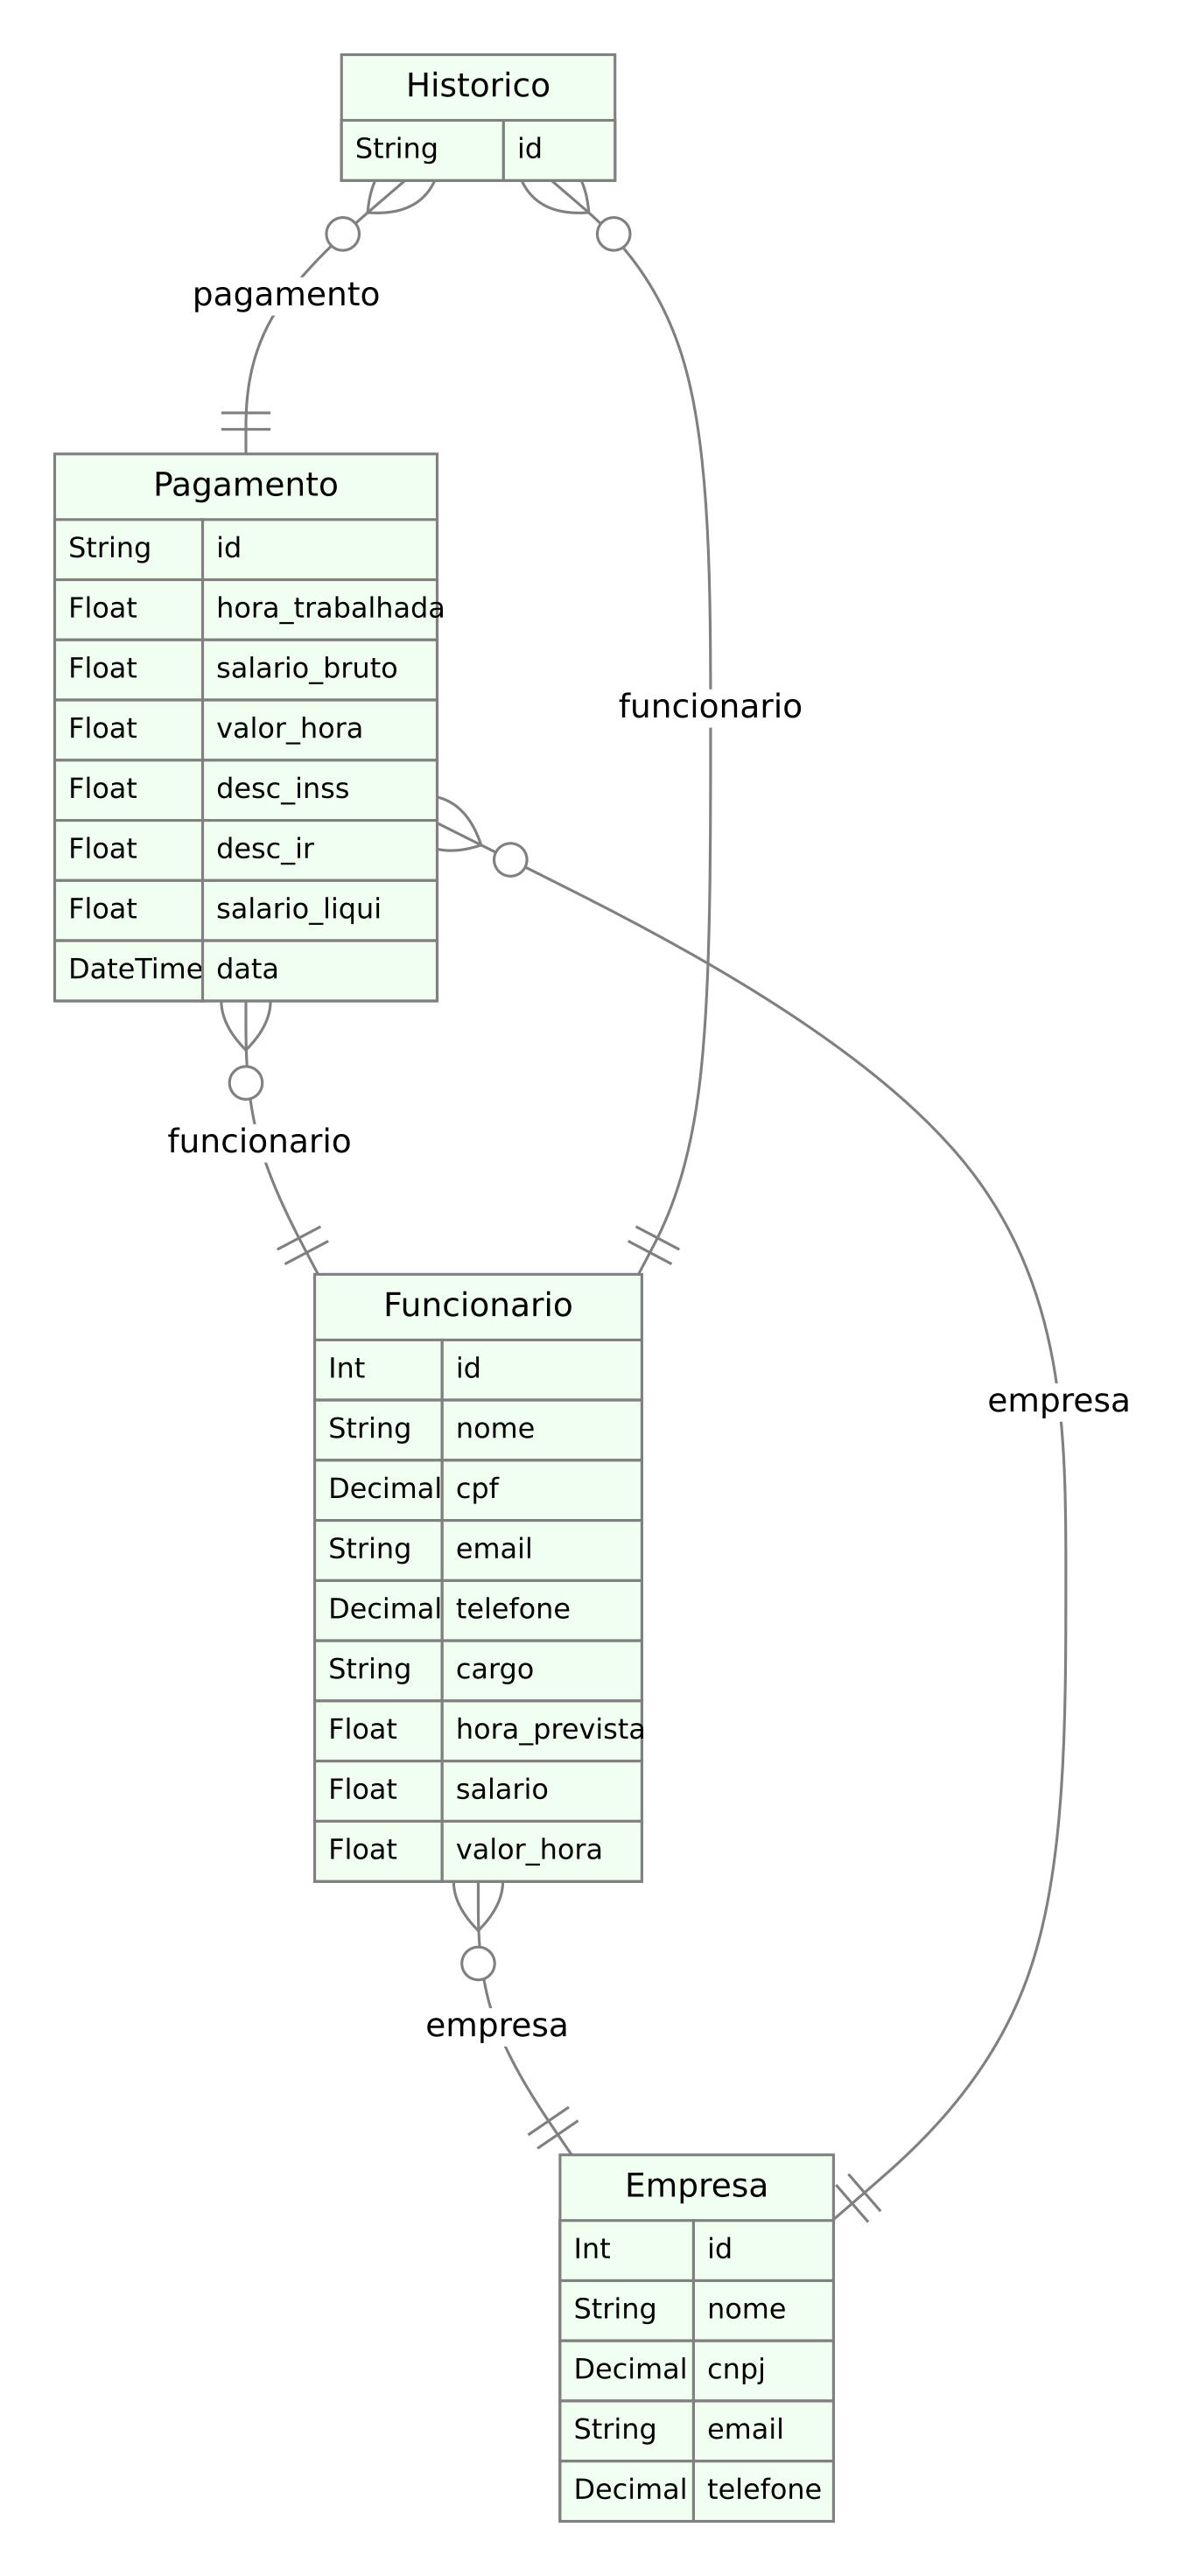 Historico
String id
pagamento
Pagamento
String id
Float hora_trabalhada
Float salario_bruto
funcionario
Float valor_hora
Float desc_inss
Float desc_ir
Float salario_liqui
DateTime data
funcionario
Funcionario
Int id
empresa
String nome
Decimal cpf
String email
Decimal telefone
String cargo
Float hora_prevista
Float salario
Float valor_hora
empresa
Empresa
Int id
String nome
Decimal cnpj
String email
Decimal telefone